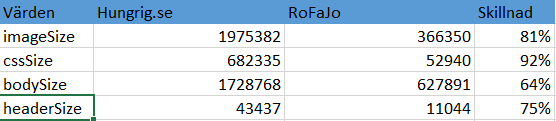 Värden Hungrig.se RoFaJo Skillnad
imageSize 1975382 366350 81%
cssSize 682335 52940 92%
bodySize 1728768 627891 64%
headerSize 43437 11044 75%